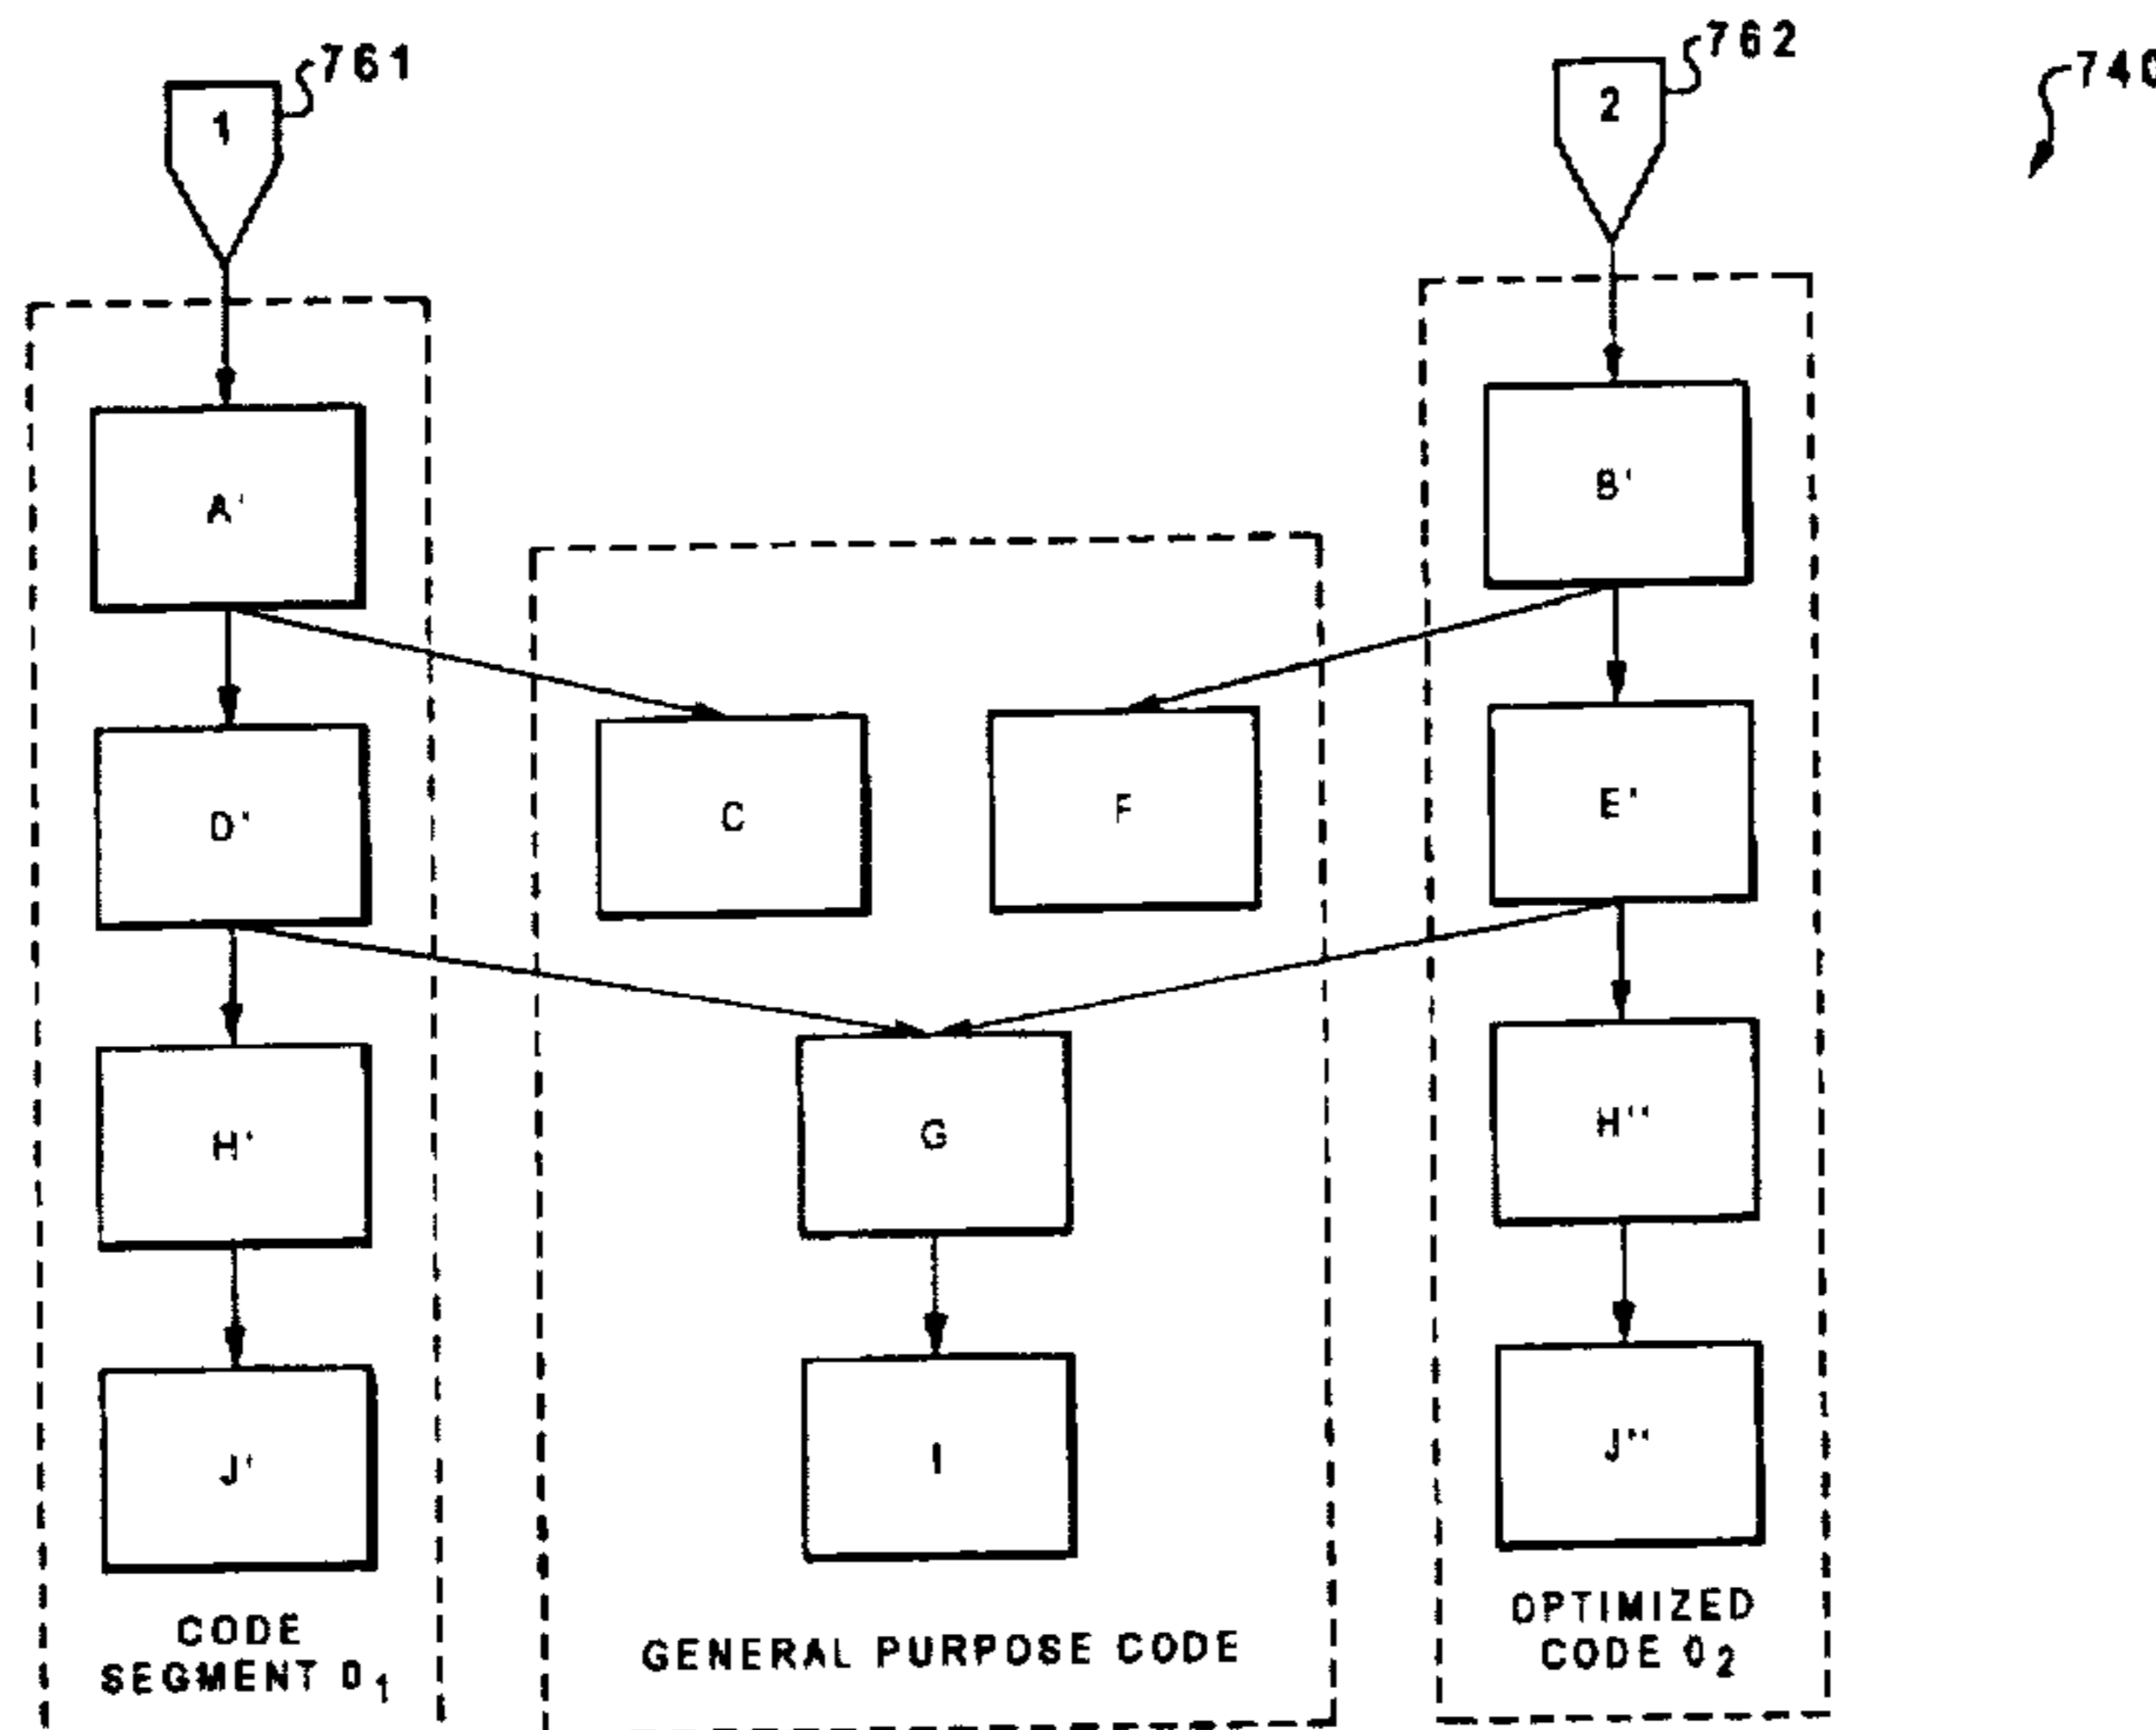 761
762
740
1
2
A'
B'
D'
C
F
E'
H'
G
H''
J'
I
J''
CODE
SEGMENT O1
GENERAL PURPOSE CODE
OPTIMIZED
CODE O2